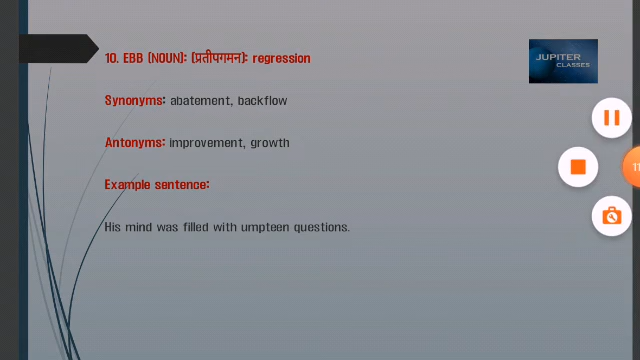 10. EBB (NOUN): (प्रतीपगमन): regression
JUPITER
CLASSES
Synonyms: abatement, backflow
Antonyms: improvement, growth
Example sentence:
His mind was filled with umpteen questions.
11